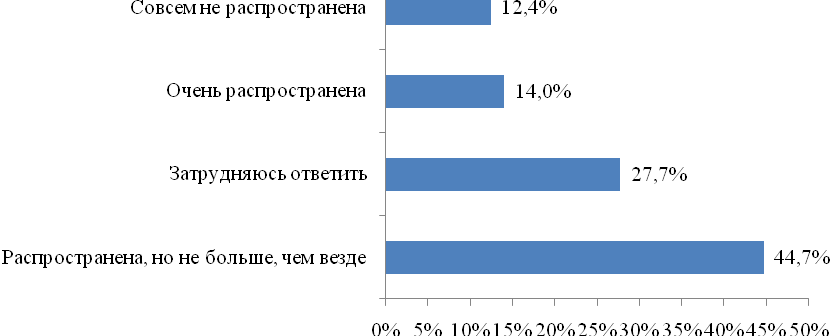 Совсем не распространена 12,4%
Очень распространена 14,0%
Затрудняюсь ответить 27,7%
Распространена, но не больше, чем везде 44,7%
0% 5% 10% 15% 20% 25% 30% 35% 40% 45% 50%